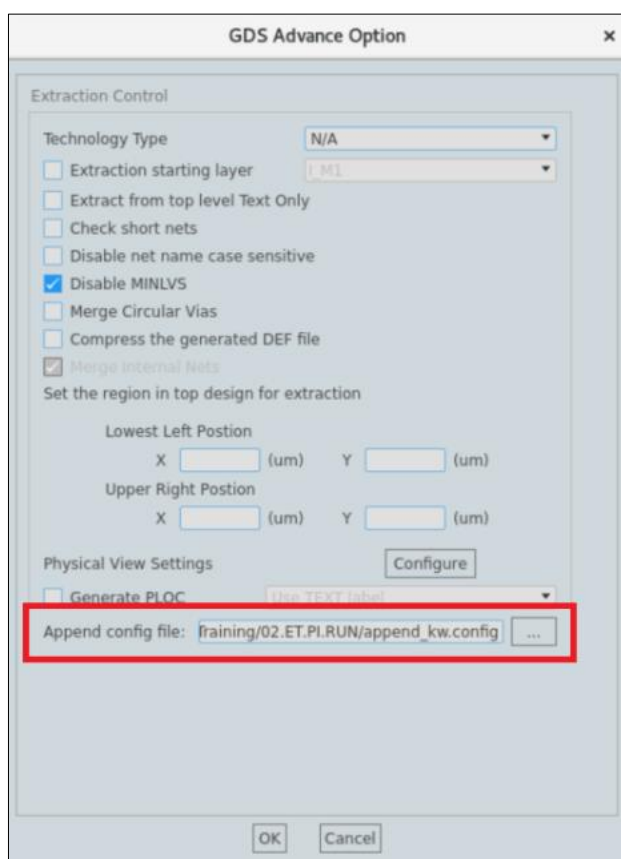 GDS Advance Option ×
Extraction Control
Technology Type N/A
Extraction starting layer I_M1
Extract from top level Text Only
Check short nets
Disable net name case sensitive
Disable MINLVS
Merge Circular Vias
Compress the generated DEF file
Merge Internal Nets
Set the region in top design for extraction
Lowest Left Postion
X (um) Y (um)
Upper Right Postion
X (um) Y (um)
Physical View Settings Configure
Generate PLOC Use TEXT label
Append config file: Training/02.ET.PI.RUN/append_kw.config ...
OK Cancel